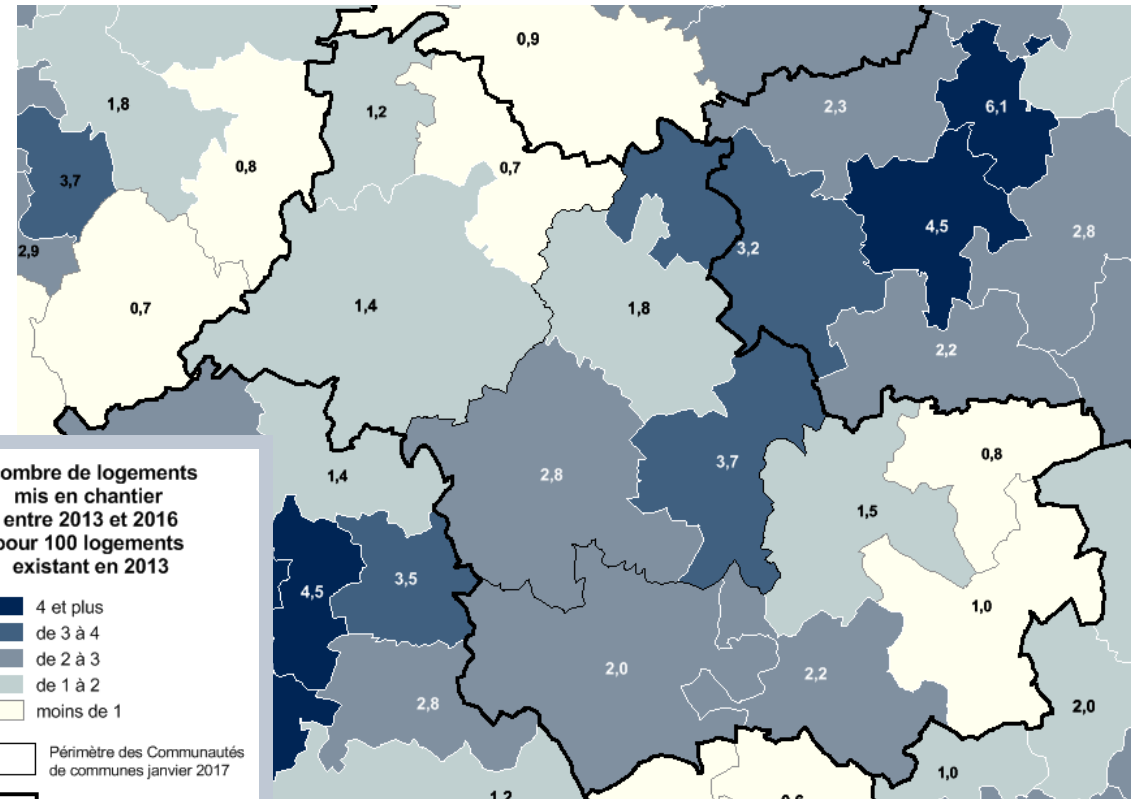 0,9
1,8
1,2
2,3
6,1
0,8
0,7
3,7
4,5
2,8
2,9
3,2
0,7
1,4
1,8
2,2
0,8
1,4
2,8
3,7
1,5
4,5
3,5
1,0
2,0
2,2
2,8
2,0
1,0
1,2
0,6
ombre de logements
mis en chantier
entre 2013 et 2016
pour 100 logements
existant en 2013
4 et plus
de 3 à 4
de 2 à 3
de 1 à 2
moins de 1
Périmètre des Communautés
de communes janvier 2017